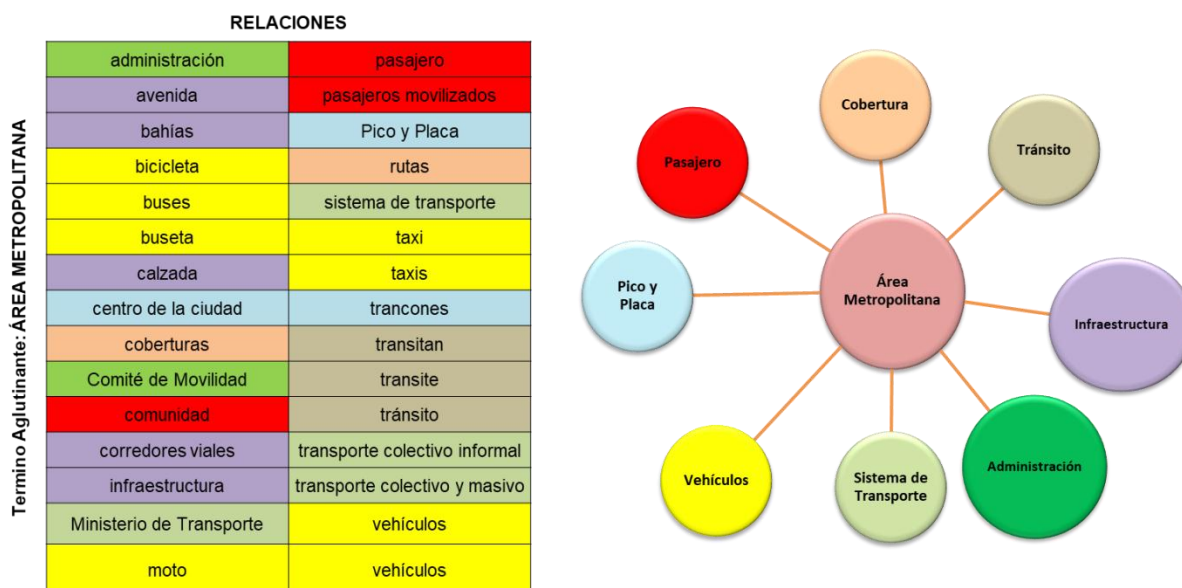 RELACIONES
Termino Aglutinante: ÁREA METROPOLITANA
administración
pasajero
avenida
pasajeros movilizados
bahías
Pico y Placa
bicicleta
rutas
buses
sistema de transporte
buseta
taxi
calzada
taxis
centro de la ciudad
trancones
coberturas
transitan
Comité de Movilidad
transite
comunidad
tránsito
corredores viales
transporte colectivo informal
infraestructura
transporte colectivo y masivo
Ministerio de Transporte
vehículos
moto
vehículos
Cobertura
Pasajero
Tránsito
Pico y
Placa
Área
Metropolitana
Infraestructura
Vehículos
Sistema de
Transporte
Administración